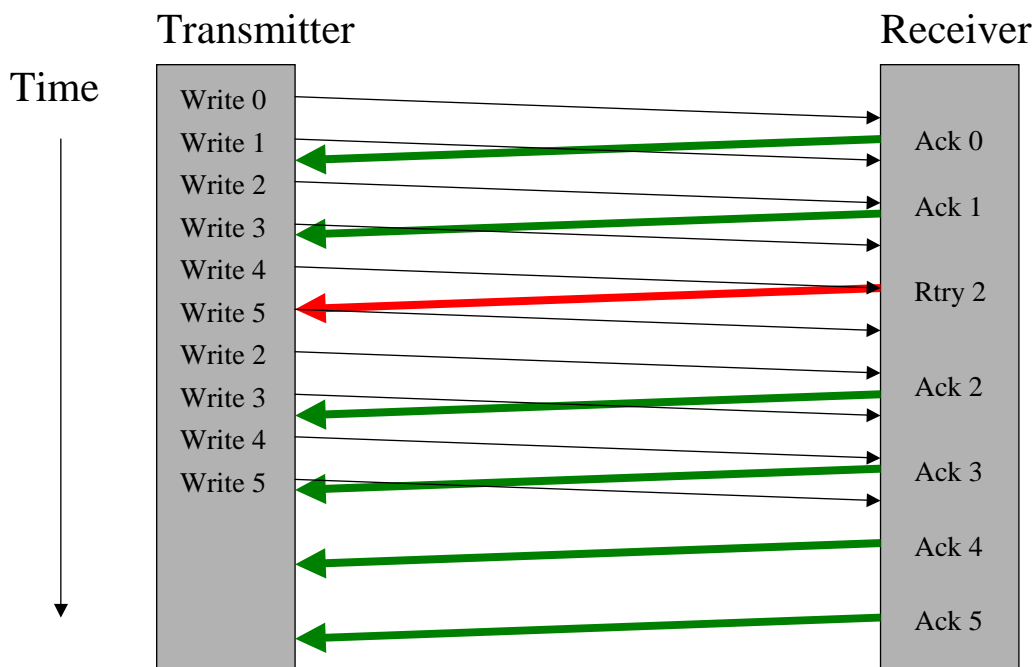 Transmitter
Receiver
Time
Write 0
Write 1
Write 2
Write 3
Write 4
Write 5
Write 2
Write 3
Write 4
Write 5
Ack 0
Ack 1
Rtry 2
Ack 2
Ack 3
Ack 4
Ack 5